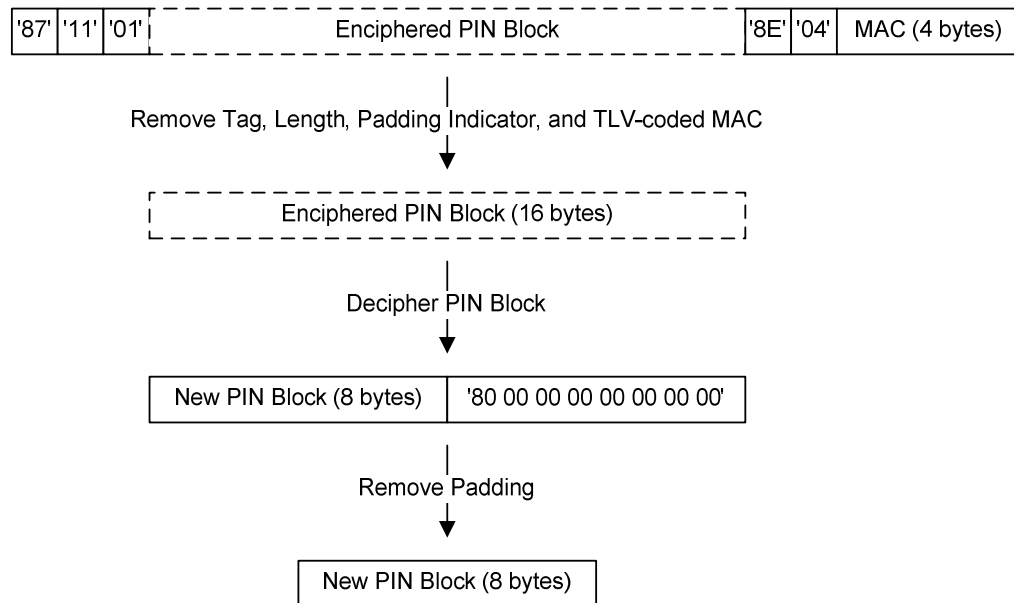 '87' '11' '01' Enciphered PIN Block '8E' '04' MAC (4 bytes)
Remove Tag, Length, Padding Indicator, and TLV-coded MAC
Enciphered PIN Block (16 bytes)
Decipher PIN Block
New PIN Block (8 bytes) '80 00 00 00 00 00 00 00'
Remove Padding
New PIN Block (8 bytes)